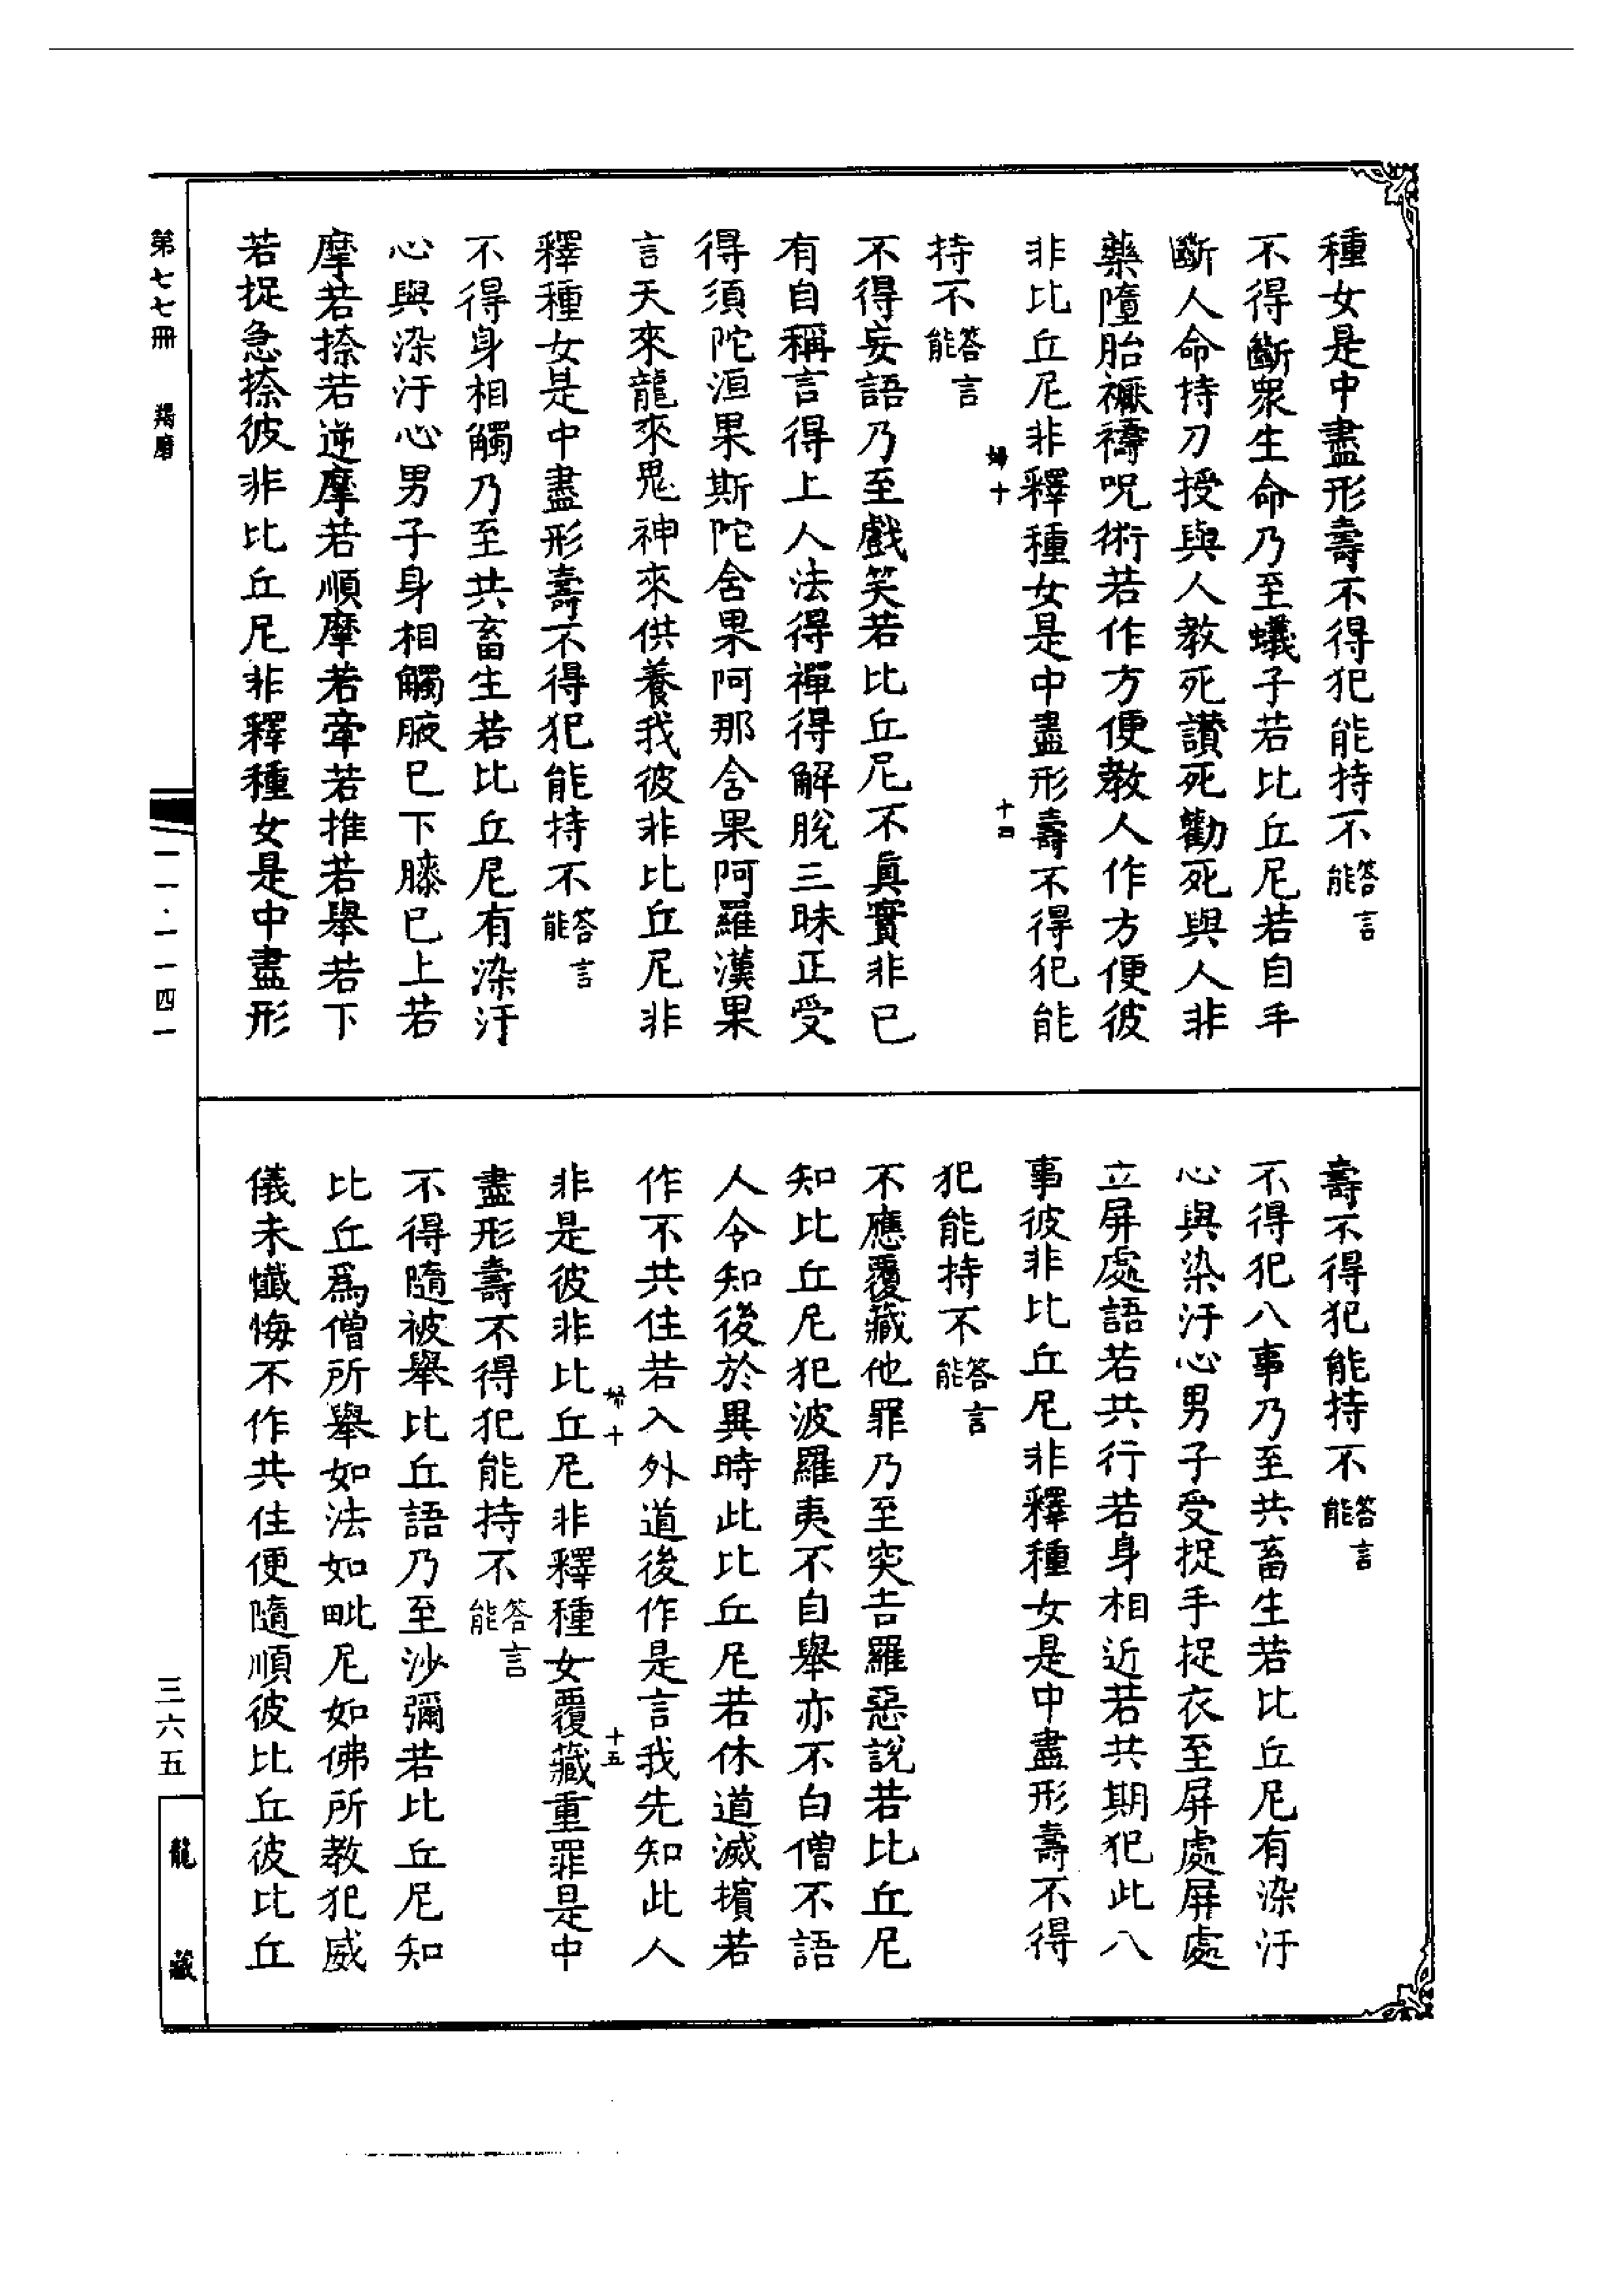 種女是中盡形壽不得犯能持不答言能
不得斷衆生命乃至蟻子若比丘尼若自手
斷人命持刀授與人教死讃死勸死與人非
藥墮胎襧禱呪術若作方便教人作方便彼
非比丘尼非釋種女是中盡形壽不得犯能
十
十四
持不答言能
不得妄語乃至戲笑若比丘尼不眞實非已
有自稱言得上人法得禪得解脫三昧正受
得須陀洹果斯陀含果阿那含果阿羅漢果
言天來龍來鬼神來供養我彼非比丘尼非
釋種女是中盡形壽不得犯能持不答言能
不得身相觸乃至共畜生若比丘尼有染汙
心與染汙心男子身相觸腋已下膝已上若
摩若捺若逆摩若順摩若牽若推若舉若下
若捉急捺彼非比丘尼非釋種女是中盡形
壽不得犯能持不答言能
不得犯八事乃至共畜生若比丘尼有染汙
心與染汙心男子受捉手捉衣至屏處屏處
立屏處語若共行若身相近若共期犯此八
事彼非比丘尼非釋種女是中盡形壽不得
犯能持不答言能
不應覆藏他罪乃至突吉羅惡說若比丘尼
知比丘尼犯波羅夷不自舉亦不白僧不語
人令知後於異時此比丘尼若休道滅擯若
作不共住若入外道後作是言我先知此人
十
十五
非是彼非比丘尼非釋種女覆藏重罪是中
盡形壽不得犯能持不答言能
不得隨被舉比丘語乃至沙彌若比丘尼知
比丘爲僧所舉如法如毗尼如佛所教犯威
儀未懺悔不作共住便隨順彼比丘彼比丘
第七七冊 羯磨
一一·一一四一
三六五
龍藏